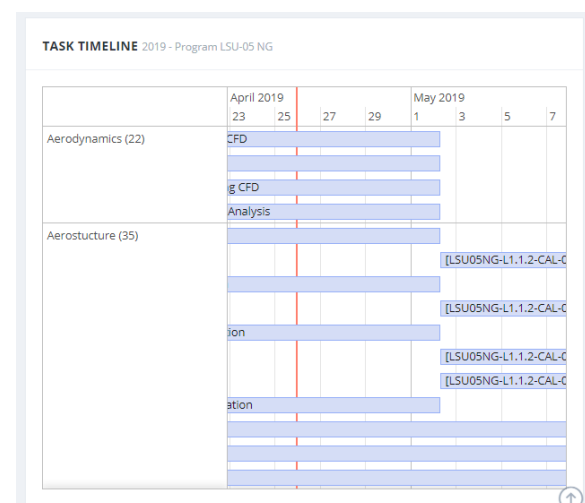 TASK TIMELINE 2019 - Program LSU-05 NG
April 2019 May 2019
23 25 27 29 1 3 5 7
Aerodynamics (22)
CFD
g CFD
Analysis
Aerostucture (35)
[LSU05NG-L1.1.2-CAL-0
[LSU05NG-L1.1.2-CAL-0
ion
[LSU05NG-L1.1.2-CAL-0
[LSU05NG-L1.1.2-CAL-0
ation